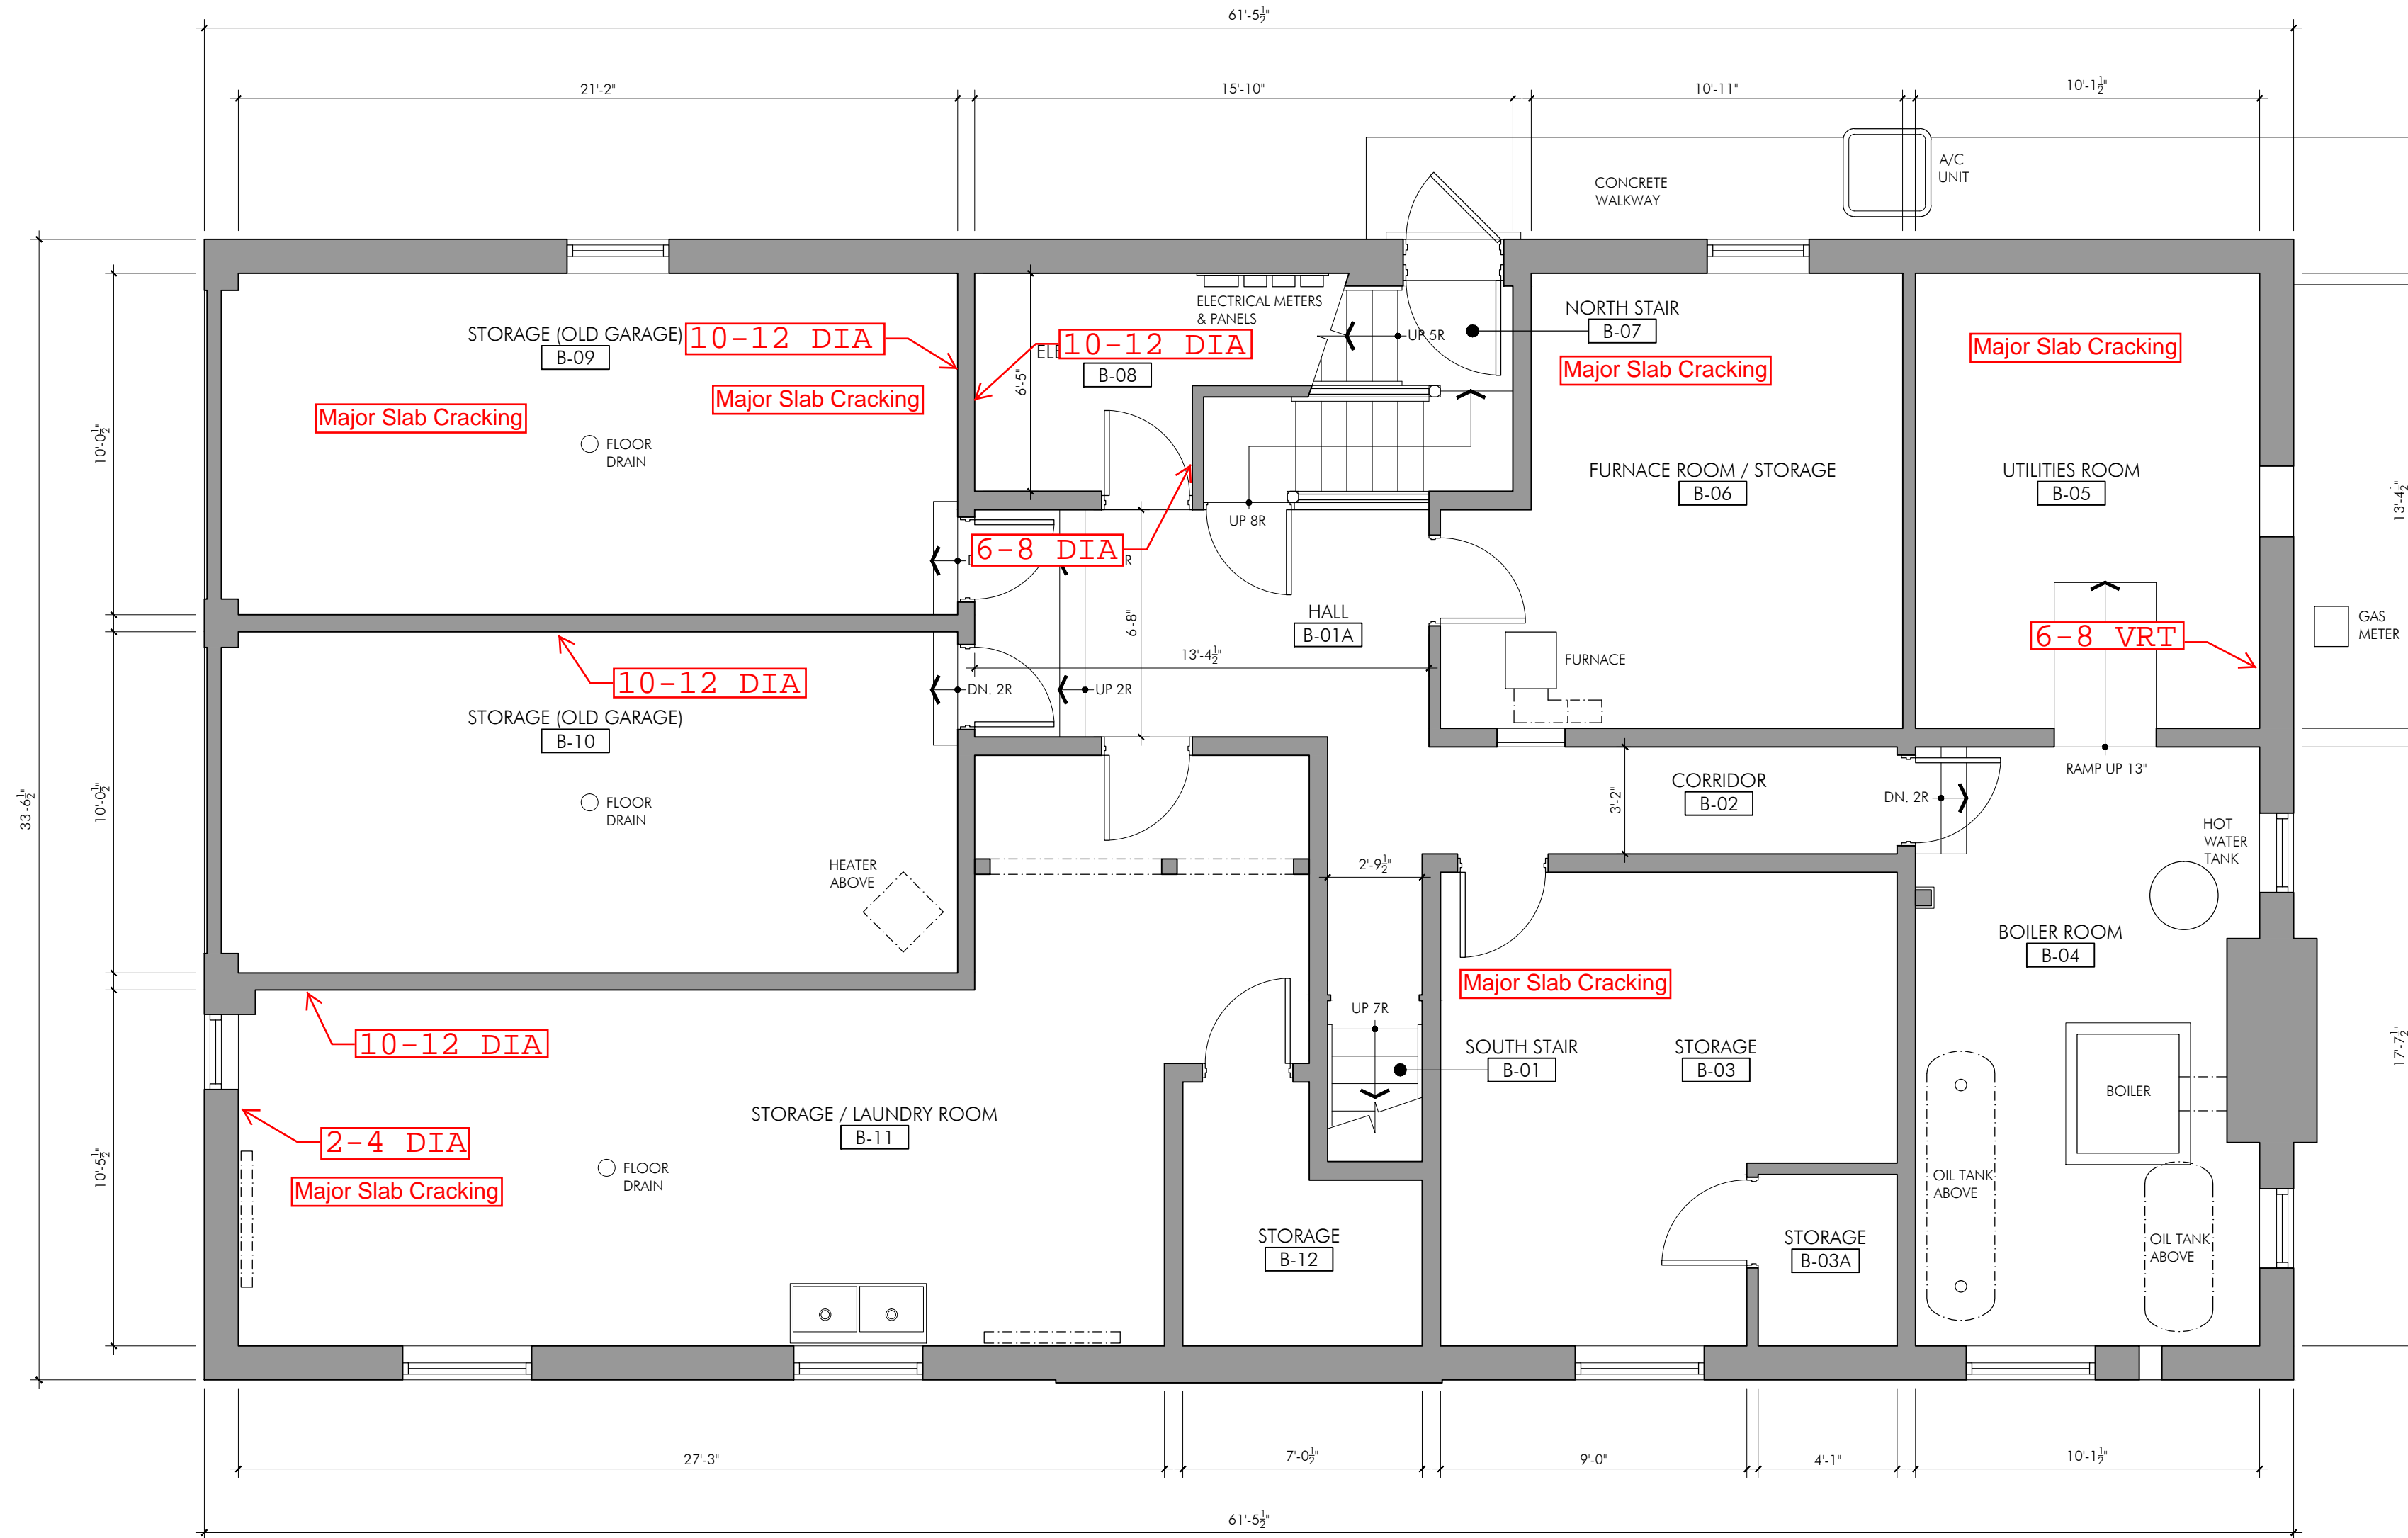 61'-5½"
21'-2"
15'-10"
10'-11"
10'-1½"
A/C
UNIT
CONCRETE
WALKWAY
ELECTRICAL METERS
& PANELS
NORTH STAIR
B-07
UP 5R
STORAGE (OLD GARAGE)
B-09
10-12 DIA
10-12 DIA
B-08
6'-5"
Major Slab Cracking
Major Slab Cracking
Major Slab Cracking
Major Slab Cracking
10'-0½"
FLOOR
DRAIN
FURNACE ROOM / STORAGE
B-06
UTILITIES ROOM
B-05
13'-4½"
UP 8R
6-8 DIA
HALL
B-01A
6'-8"
13'-4½"
FURNACE
6-8 VRT
GAS
METER
10-12 DIA
DN. 2R
UP 2R
STORAGE (OLD GARAGE)
B-10
33'-6½"
10'-0½"
FLOOR
DRAIN
HEATER
ABOVE
CORRIDOR
B-02
3'-2"
RAMP UP 13"
DN. 2R
HOT
WATER
TANK
2'-9½"
BOILER ROOM
B-04
Major Slab Cracking
UP 7R
10-12 DIA
SOUTH STAIR
B-01
STORAGE
B-03
17'-7½"
BOILER
STORAGE / LAUNDRY ROOM
B-11
2-4 DIA
10'-5½"
FLOOR
DRAIN
Major Slab Cracking
OIL TANK
ABOVE
STORAGE
B-12
STORAGE
B-03A
OIL TANK
ABOVE
27'-3"
7'-0½"
9'-0"
4'-1"
10'-1½"
61'-5½"